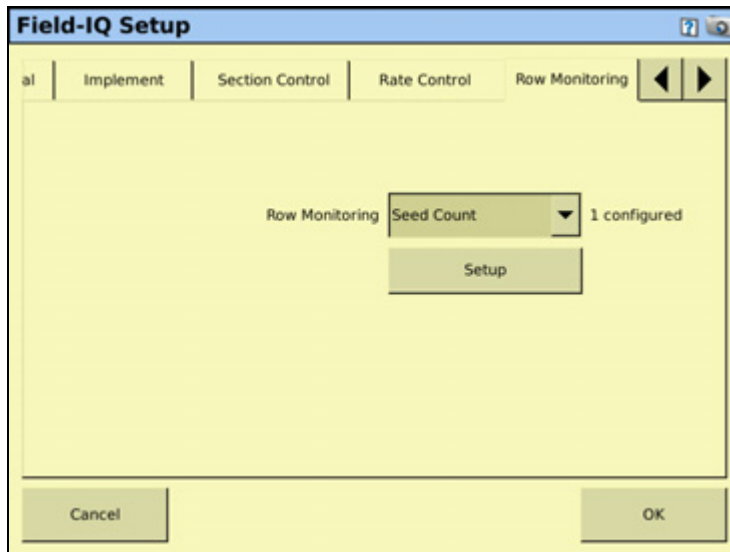 Field-IQ Setup
?
al Implement Section Control Rate Control Row Monitoring
Row Monitoring Seed Count 1 configured
Setup
Cancel OK